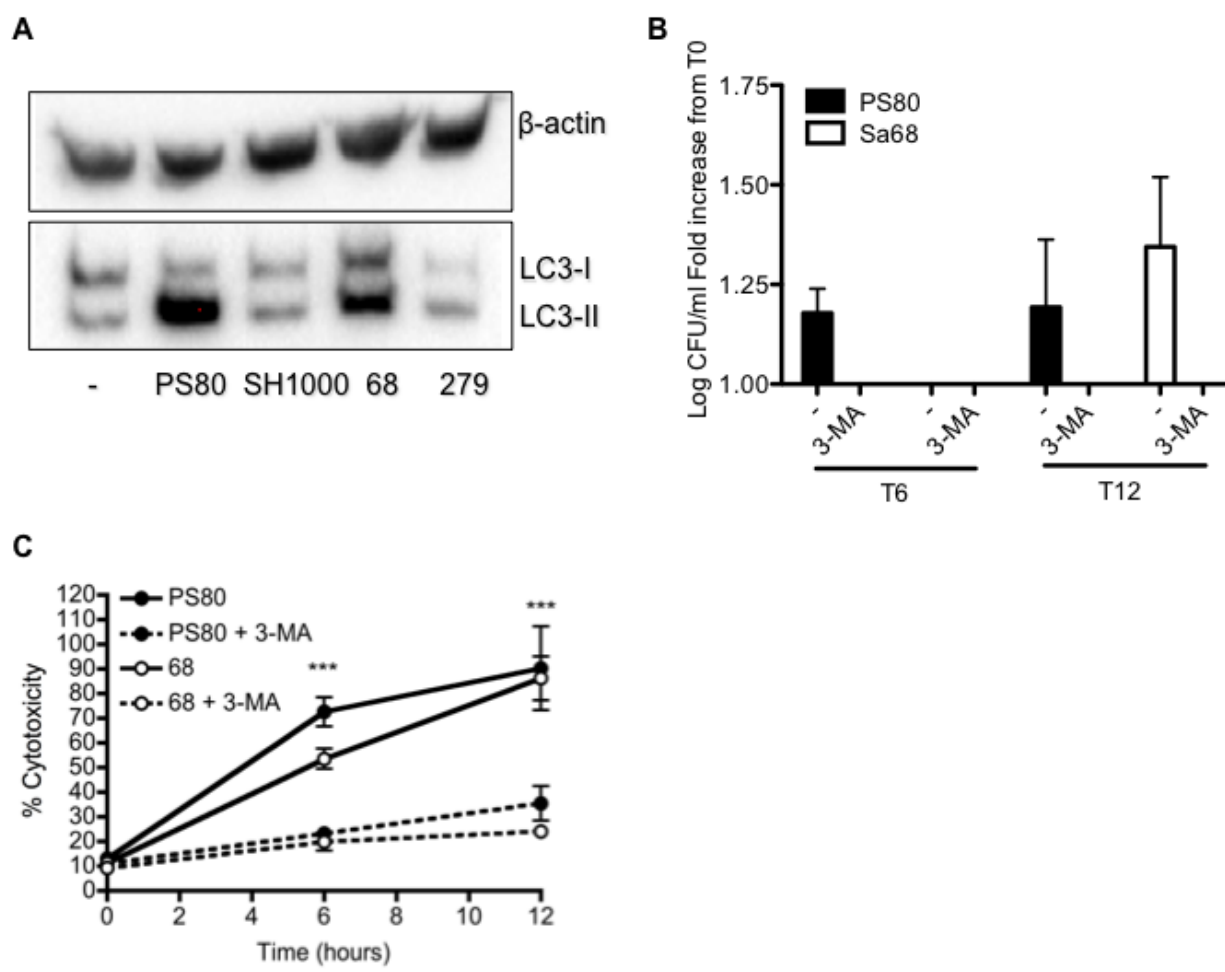 A
β-actin
LC3-I
LC3-II
- PS80 SH1000 68 279
B
Log CFU/ml Fold increase from T0
1.75
1.50
1.25
1.00
PS80
Sa68
- 3-MA - 3-MA - 3-MA - 3-MA
T6 T12
C
% Cytotoxicity
120
110
100
90
80
70
60
50
40
30
20
10
0
PS80
PS80 + 3-MA
68
68 + 3-MA
***
***
0 2 4 6 8 10 12
Time (hours)